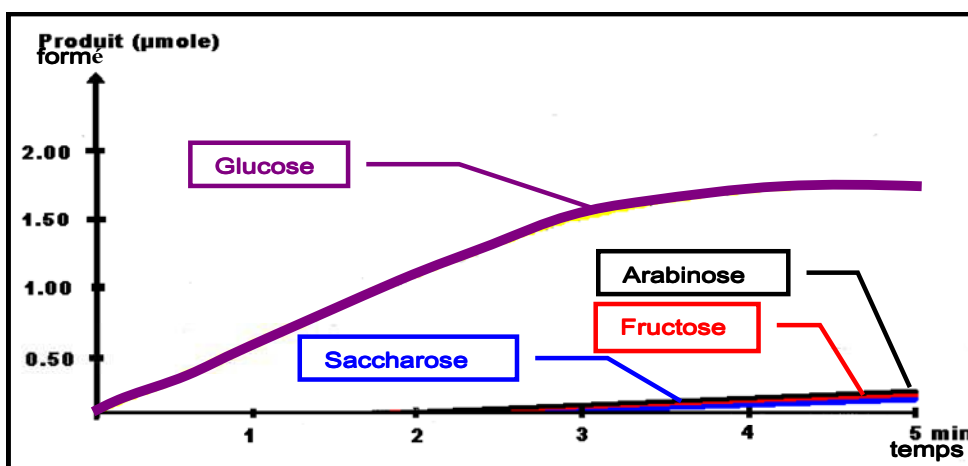 Produit (µmole)
formé
2.00
Glucose
1.50
Arabinose
1.00
Fructose
Saccharose
0.50
1 2 3 4 5 min
temps